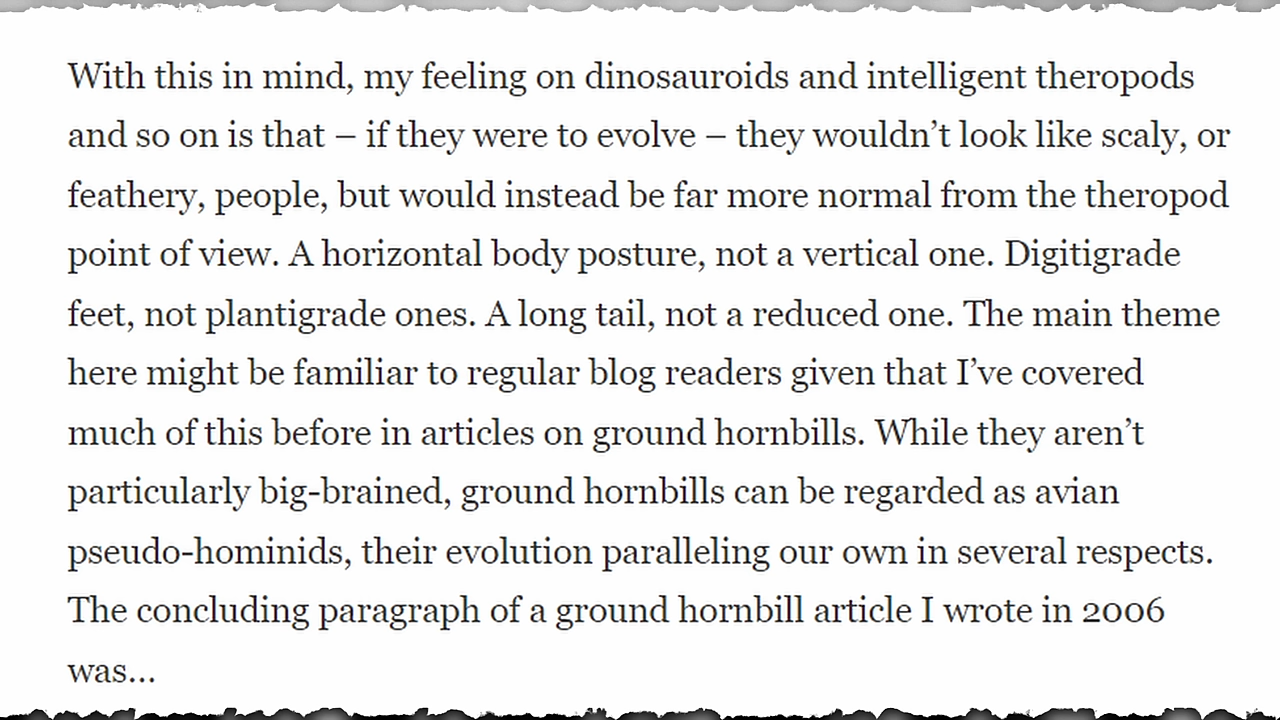 With this in mind, my feeling on dinosauroids and intelligent theropods
and so on is that – if they were to evolve – they wouldn’t look like scaly, or
feathery, people, but would instead be far more normal from the theropod
point of view. A horizontal body posture, not a vertical one. Digitigrade
feet, not plantigrade ones. A long tail, not a reduced one. The main theme
here might be familiar to regular blog readers given that I’ve covered
much of this before in articles on ground hornbills. While they aren’t
particularly big-brained, ground hornbills can be regarded as avian
pseudo-hominids, their evolution paralleling our own in several respects.
The concluding paragraph of a ground hornbill article I wrote in 2006
was…